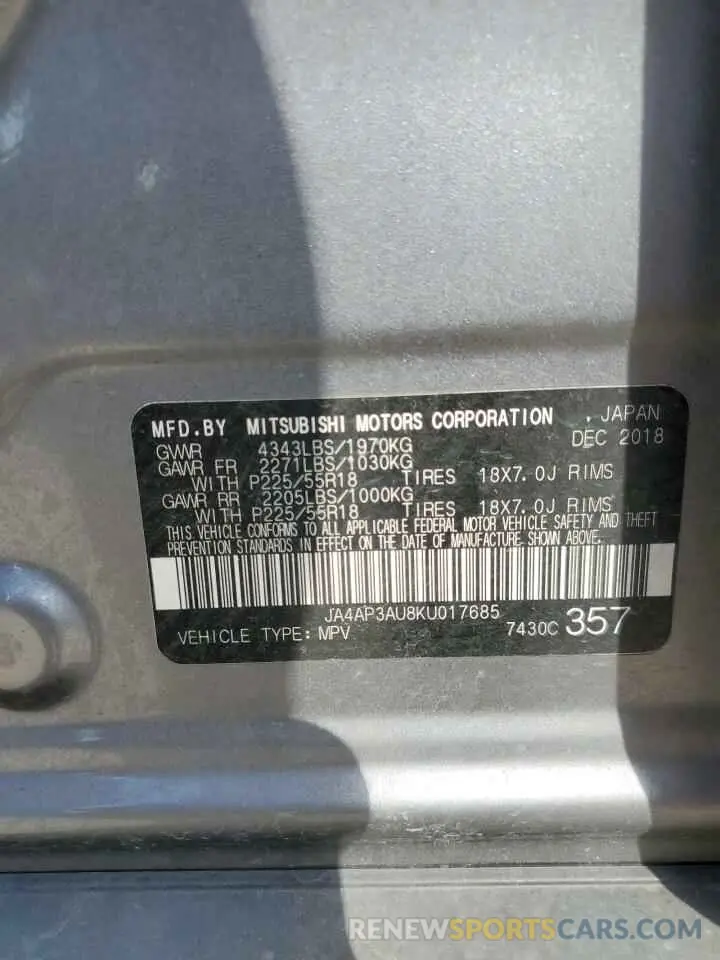 MFD.BY MITSUBISHI MOTORS CORPORATION , JAPAN
GVWR 4343LBS/1970KG DEC 2018
GAWR FR 2271LBS/1030KG
WITH P225/55R18 TIRES 18X7.0J RIMS
GAWR RR 2205LBS/1000KG
WITH P225/55R18 TIRES 18X7.0J RIMS
THIS VEHICLE CONFORMS TO ALL APPLICABLE FEDERAL MOTOR VEHICLE SAFETY AND THEFT
PREVENTION STANDARDS IN EFFECT ON THE DATE OF MANUFACTURE SHOWN ABOVE.
JA4AP3AU8KU017685
VEHICLE TYPE: MPV 7430C 357
RENEWSPORTSCARS.COM